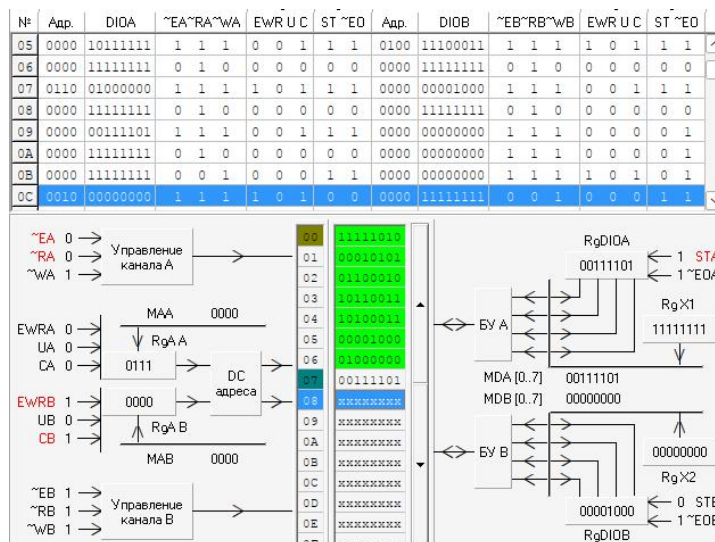 № Адр. DIOA ~EA~RA~WA EWR U C ST ~EO Адр. DIOB ~EB~RB~WB EWR U C ST ~EO
05 0000 10111111 1 1 1 0 0 1 1 1 0100 11100011 1 1 1 1 0 1 0 1
06 0000 11111111 0 1 0 0 0 0 0 0 0000 11111111 0 1 0 0 0 0 0 0
07 0110 01000000 1 1 1 1 0 1 1 1 0000 00001000 1 1 1 0 0 1 1 1
08 0000 11111111 0 1 0 0 0 0 0 0 0000 11111111 0 1 0 0 0 0 0 0
09 0000 00111101 1 1 1 0 0 1 1 1 0000 00000000 1 1 1 0 0 0 0 1
0A 0000 11111111 0 1 0 0 0 0 0 0 0000 00000000 1 1 1 0 0 0 0 1
0B 0000 11111111 0 0 1 0 0 0 1 1 0000 00000000 1 1 1 1 0 1 0 1
0C 0010 00000000 1 1 1 1 0 1 0 0 0000 11111111 0 0 1 0 0 0 1 1
~EA 0
~RA 0
~WA 1
Управление канала A
MAA 0000
EWRA 0
UA 0
CA 0
RgA A
0111
DC адреса
EWRB 1
UB 0
CB 1
0000
RgA B
MAB 0000
~EB 1
~RB 1
~WB 1
Управление канала B
00 11111010
01 00010101
02 01100010
03 10110011
04 10100011
05 00001000
06 01000000
07 00111101
08 xxxxxxxx
09 xxxxxxxx
0A xxxxxxxx
0B xxxxxxxx
0C xxxxxxxx
0D xxxxxxxx
0E xxxxxxxx
RgDIOA
00111101
1 STA
1 ~EOA
БУ A
RgX1
11111111
MDA [0..7] 00111101
MDB [0..7] 00000000
БУ B
00000000
RgX2
00001000
0 STB
1 ~EOB
RgDIOB